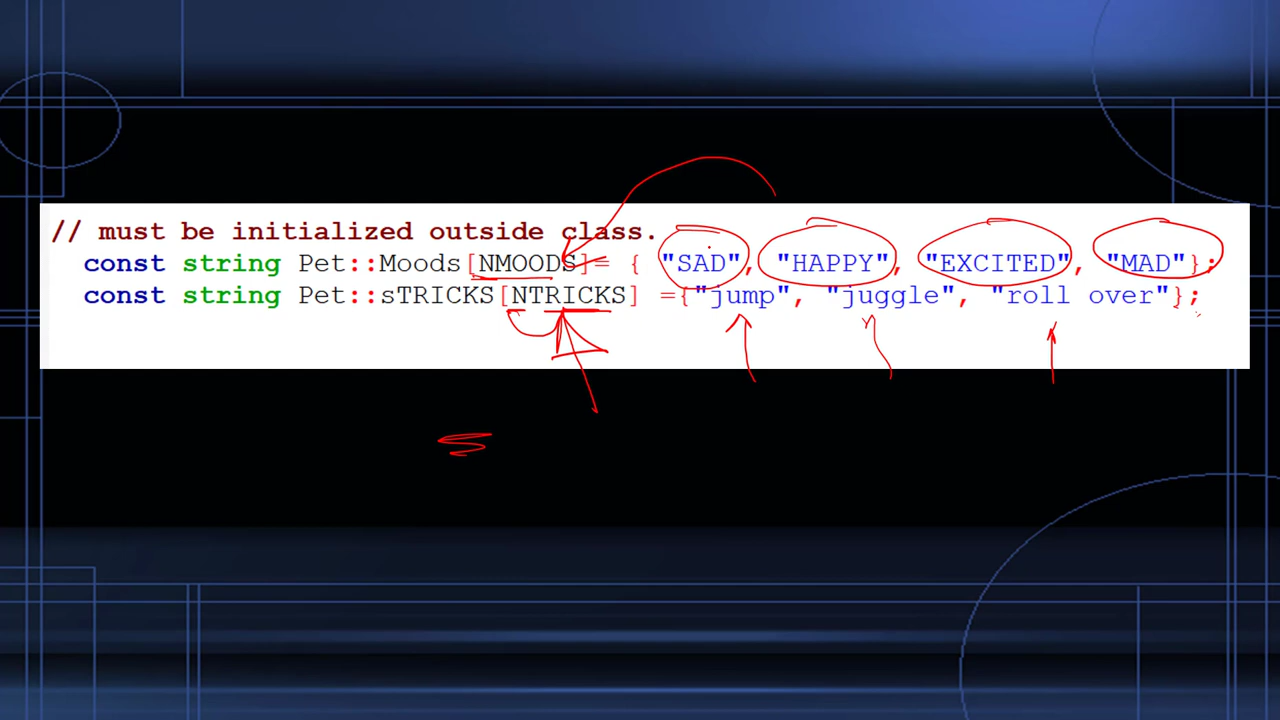 // must be initialized outside class.
const string Pet::Moods[NMOODS]= { "SAD", "HAPPY", "EXCITED", "MAD"};
const string Pet::sTRICKS[NTRICKS] ={"jump", "juggle", "roll over"};